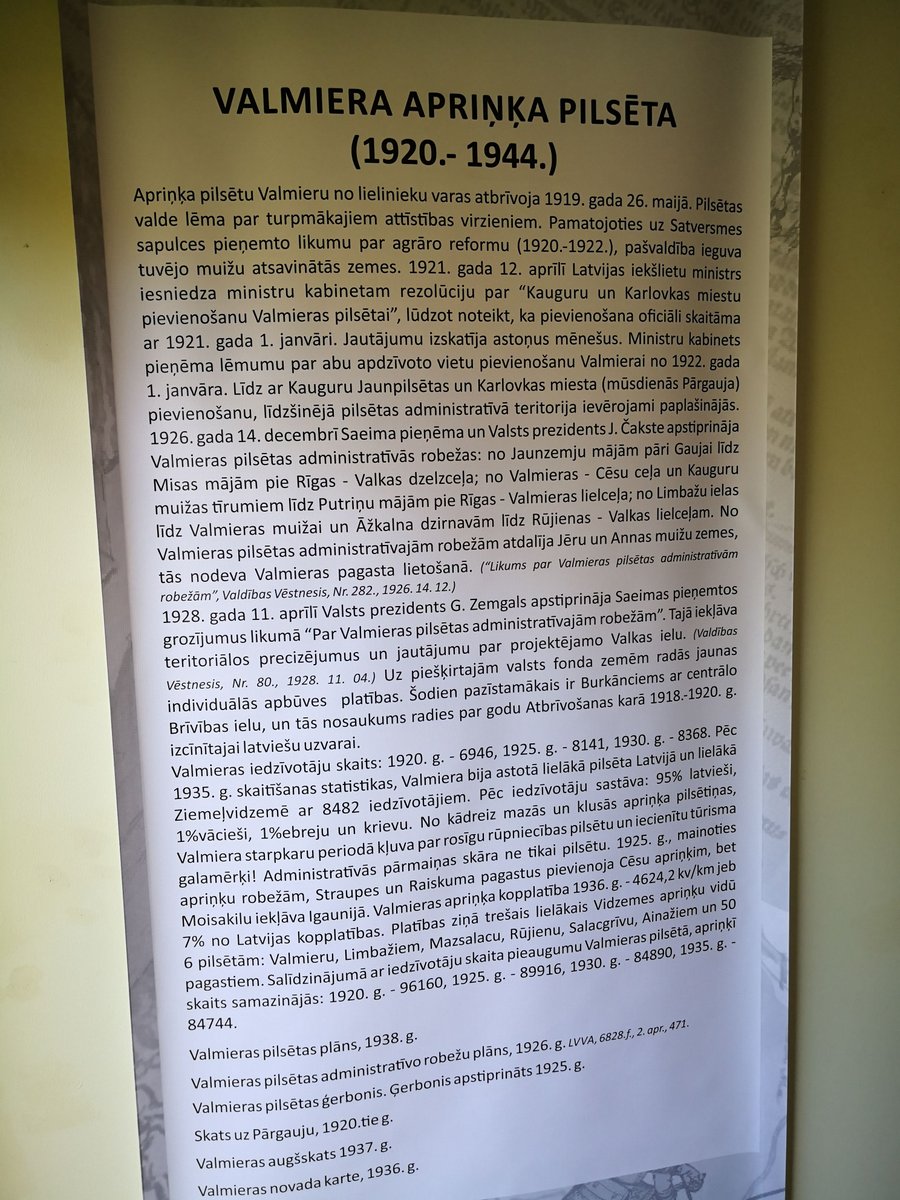 VALMIERA APRIŅĶA PILSĒTA
(1920.- 1944.)
Apriņķa pilsētu Valmieru no lielinieku varas atbrīvoja 1919. gada 26. maijā. Pilsētas
valde lēma par turpmākajiem attīstības virzieniem. Pamatojoties uz Satversmes
sapulces pieņemto likumu par agrāro reformu (1920.-1922.), pašvaldība ieguva
tuvējo muižu atsavinātās zemes. 1921. gada 12. aprīlī Latvijas iekšlietu ministrs
iesniedza ministru kabinetam rezolūciju par “Kauguru un Karlovkas miestu
pievienošanu Valmieras pilsētai”, lūdzot noteikt, ka pievienošana oficiāli skaitāma
ar 1921. gada 1. janvāri. Jautājumu izskatīja astoņus mēnešus. Ministru kabinets
pieņēma lēmumu par abu apdzīvoto vietu pievienošanu Valmierai no 1922. gada
1. janvāra. Līdz ar Kauguru Jaunpilsētas un Karlovkas miesta (mūsdienās Pārgauja)
pievienošanu, līdzšinējā pilsētas administratīvā teritorija ievērojami paplašinājās.
1926. gada 14. decembrī Saeima pieņēma un Valsts prezidents J. Čakste apstiprināja
Valmieras pilsētas administratīvās robežas: no Jaunzemju mājām pāri Gaujai līdz
Misas mājām pie Rīgas - Valkas dzelzceļa; no Valmieras - Cēsu ceļa un Kauguru
muižas tīrumiem līdz Putriņu mājām pie Rīgas - Valmieras lielceļa; no Limbažu ielas
līdz Valmieras muižai un Āžkalna dzirnavām līdz Rūjienas - Valkas lielceļam. No
Valmieras pilsētas administratīvajām robežām atdalīja Jēru un Annas muižu zemes,
tās nodeva Valmieras pagasta lietošanā. (“Likums par Valmieras pilsētas administratīvām
robežām”, Valdības Vēstnesis, Nr. 282., 1926. 14. 12.)
1928. gada 11. aprīlī Valsts prezidents G. Zemgals apstiprināja Saeimas pieņemtos
grozījumus likumā “Par Valmieras pilsētas administratīvajām robežām”. Tajā iekļāva
teritoriālos precizējumus un jautājumu par projektējamo Valkas ielu. (Valdības
Vēstnesis, Nr. 80., 1928. 11. 04.) Uz piešķirtajām valsts fonda zemēm radās jaunas
individuālās apbūves platības. Šodien pazīstamākais ir Burkānciems ar centrālo
Brīvības ielu, un tās nosaukums radies par godu Atbrīvošanas karā 1918.-1920. g.
izcīnītajai latviešu uzvarai.
Valmieras iedzīvotāju skaits: 1920. g. - 6946, 1925. g. - 8141, 1930. g. - 8368. Pēc
1935. g. skaitīšanas statistikas, Valmiera bija astotā lielākā pilsēta Latvijā un lielākā
Ziemeļvidzemē ar 8482 iedzīvotājiem. Pēc iedzīvotāju sastāva: 95% latvieši,
1%vācieši, 1%ebreju un krievu. No kādreiz mazās un klusās apriņķa pilsētiņas,
Valmiera starpkaru periodā kļuva par rosīgu rūpniecības pilsētu un iecienītu tūrisma
galamērķi! Administratīvās pārmaiņas skāra ne tikai pilsētu. 1925. g., mainoties
apriņķu robežām, Straupes un Raiskuma pagastus pievienoja Cēsu apriņķim, bet
Moisakilu iekļāva Igaunijā. Valmieras apriņķa kopplatība 1936. g. - 4624,2 kv/km jeb
7% no Latvijas kopplatības. Platības ziņā trešais lielākais Vidzemes apriņķu vidū
6 pilsētām: Valmieru, Limbažiem, Mazsalacu, Rūjienu, Salacgrīvu, Ainažiem un 50
pagastiem. Salīdzinājumā ar iedzīvotāju skaita pieaugumu Valmieras pilsētā, apriņķī
skaits samazinājās: 1920. g. - 96160, 1925. g. - 89916, 1930. g. - 84890, 1935. g. -
84744.
Valmieras pilsētas plāns, 1938. g.
Valmieras pilsētas administratīvo robežu plāns, 1926. g. LVVA, 6828.f., 2. apr., 471.
Valmieras pilsētas ģerbonis. Ģerbonis apstiprināts 1925. g.
Skats uz Pārgauju, 1920.tie g.
Valmieras augšskats 1937. g.
Valmieras novada karte, 1936. g.